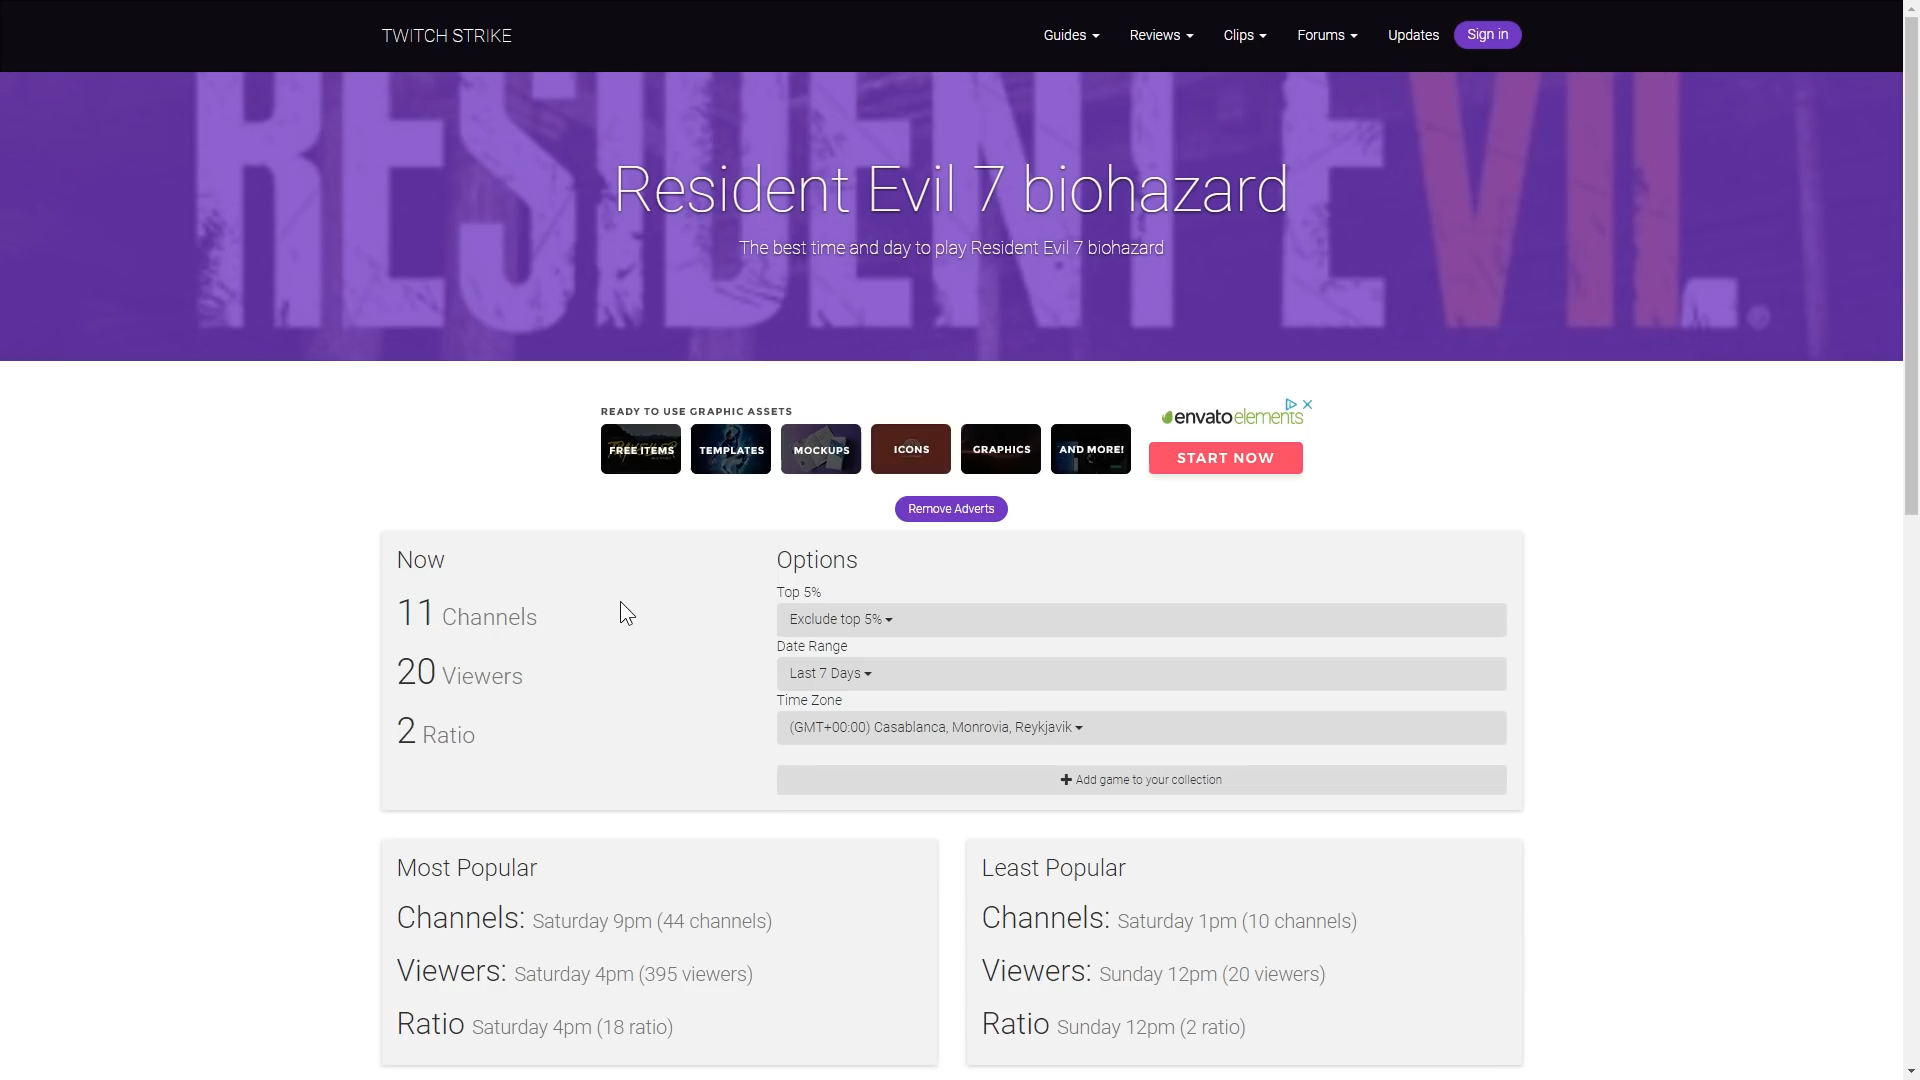 TWITCH STRIKE
Guides Reviews Clips Forums Updates Sign in
RESIDENT EVII.
Resident Evil 7 biohazard
The best time and day to play Resident Evil 7 biohazard
READY TO USE GRAPHIC ASSETS
FREE ITEMS TEMPLATES MOCKUPS ICONS GRAPHICS AND MORE!
envatoelements
START NOW
Remove Adverts
Now
11 Channels
20 Viewers
2 Ratio
Options
Top 5%
Exclude top 5%
Date Range
Last 7 Days
Time Zone
(GMT+00:00) Casablanca, Monrovia, Reykjavik
Add game to your collection
Most Popular
Channels: Saturday 9pm (44 channels)
Viewers: Saturday 4pm (395 viewers)
Ratio Saturday 4pm (18 ratio)
Least Popular
Channels: Saturday 1pm (10 channels)
Viewers: Sunday 12pm (20 viewers)
Ratio Sunday 12pm (2 ratio)